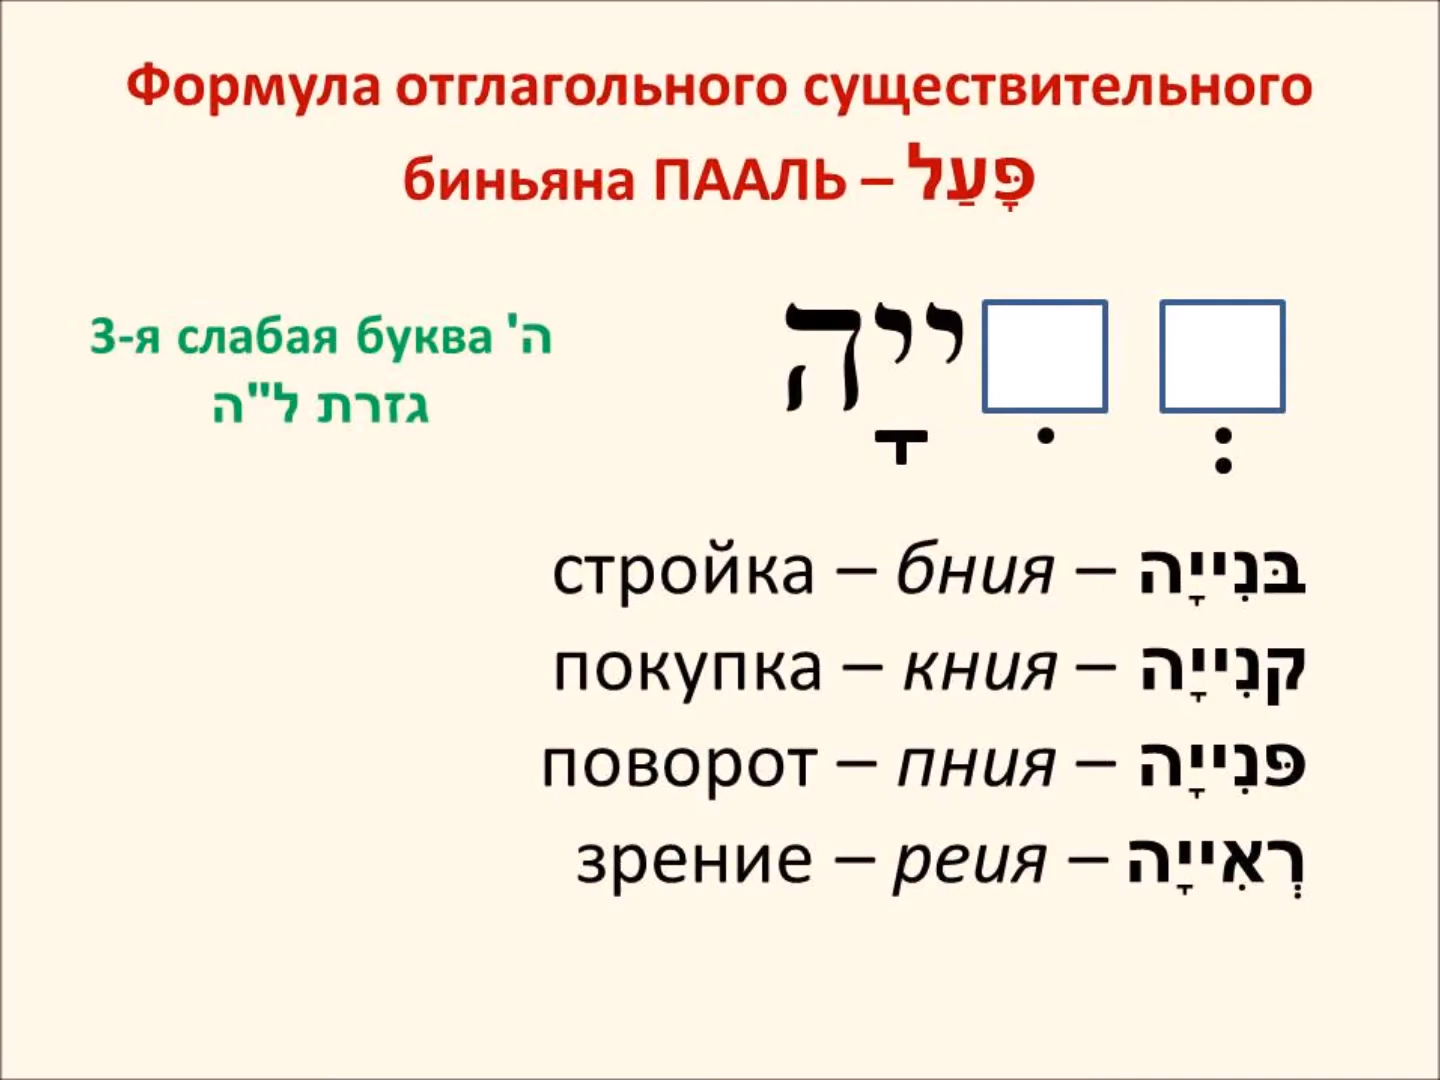 Формула отглагольного существительного
биньяна ПААЛЬ – פָּעַל
3-я слабая буква ה'
גזרת ל"ה
ְ ִ ייָה
стройка – бния – בּנִייָה
покупка – кния – קנִייָה
поворот – пния – פּנִייָה
зрение – реия – רְאִייָה